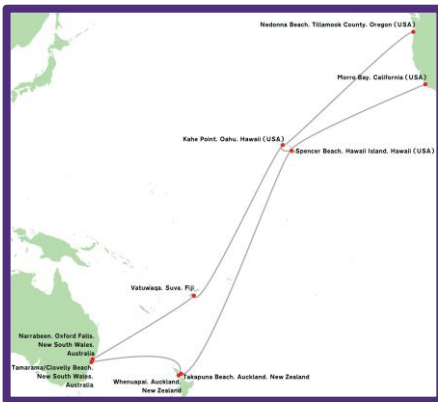 Nedonna Beach. Tillamook County. Oregon (USA)
Morro Bay. California (USA)
Kahe Point. Oahu. Hawaii (USA)
Spencer Beach. Hawaii Island. Hawaii (USA)
Vatuwaqa. Suva. Fiji
Narrabeen. Oxford Falls.
New South Wales.
Australia
Tamarama/Clovelly Beach.
New South Wales.
Australia
Whenuapai. Auckland.
New Zealand
Takapuna Beach. Auckland. New Zealand